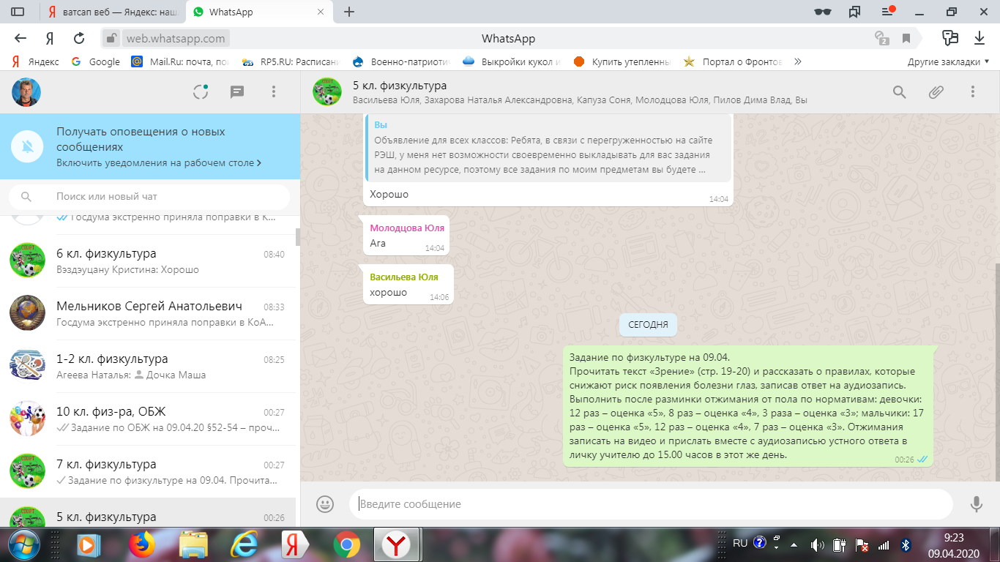 ватсап веб — Яндекс: наш
WhatsApp
web.whatsapp.com
WhatsApp
2
Яндекс
Google
Mail.Ru: почта, по
RP5.RU: Расписани
Военно-патриоти
Выкройки кукол и
Купить утепленны
Портал о Фронтов
Другие закладки
5 кл. физкультура
Васильева Юля, Захарова Наталья Александровна, Капуза Соня, Молодцова Юля, Пилов Дима Влад, Вы
Получать оповещения о новых
сообщениях
Включить уведомления на рабочем столе
Поиск или новый чат
Госдума экстренно приняла поправки в К...
6 кл. физкультура 08:40
Вэздэуцану Кристина: Хорошо
Мельников Сергей Анатольевич 08:33
Госдума экстренно приняла поправки в КоА...
1-2 кл. физкультура 08:25
Агеева Наталья: Дочка Маша
10 кл. физ-ра, ОБЖ 00:27
Задание по ОБЖ на 09.04.20 §52-54 – проч...
7 кл. физкультура 00:27
Задание по физкультуре на 09.04. Прочита...
5 кл. физкультура 00:26
Вы
Объявление для всех классов: Ребята, в связи с перегруженностью на сайте
РЭШ, у меня нет возможности своевременно выкладывать для вас задания
на данном ресурсе, поэтому все задания по моим предметам вы будете ...
Хорошо
14:04
Молодцова Юля
Ага
14:04
Васильева Юля
хорошо
14:06
СЕГОДНЯ
Задание по физкультуре на 09.04.
Прочитать текст «Зрение» (стр. 19-20) и рассказать о правилах, которые
снижают риск появления болезни глаз, записав ответ на аудиозапись.
Выполнить после разминки отжимания от пола по нормативам: девочки:
12 раз – оценка «5», 8 раз – оценка «4», 3 раза – оценка «3»; мальчики: 17
раз – оценка «5», 12 раз – оценка «4», 7 раз – оценка «3». Отжимания
записать на видео и прислать вместе с аудиозаписью устного ответа в
личку учителю до 15.00 часов в этот же день.
00:26
Введите сообщение
RU
9:23
09.04.2020